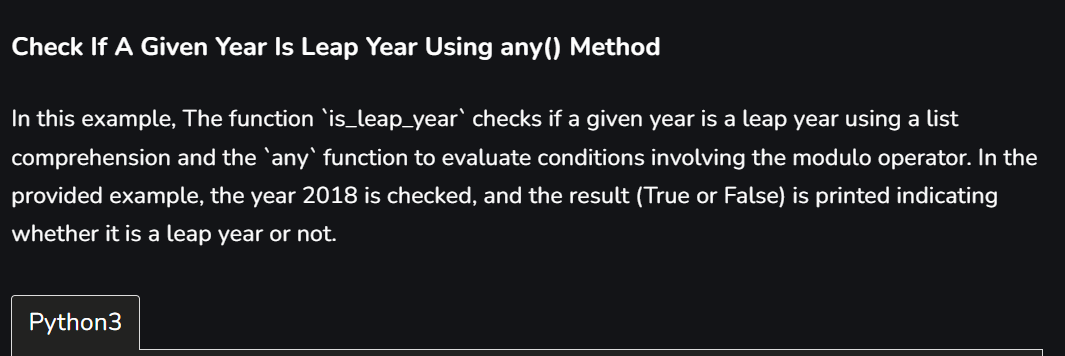 Check If A Given Year Is Leap Year Using any() Method
In this example, The function `is_leap_year` checks if a given year is a leap year using a list
comprehension and the `any` function to evaluate conditions involving the modulo operator. In the
provided example, the year 2018 is checked, and the result (True or False) is printed indicating
whether it is a leap year or not.
Python3